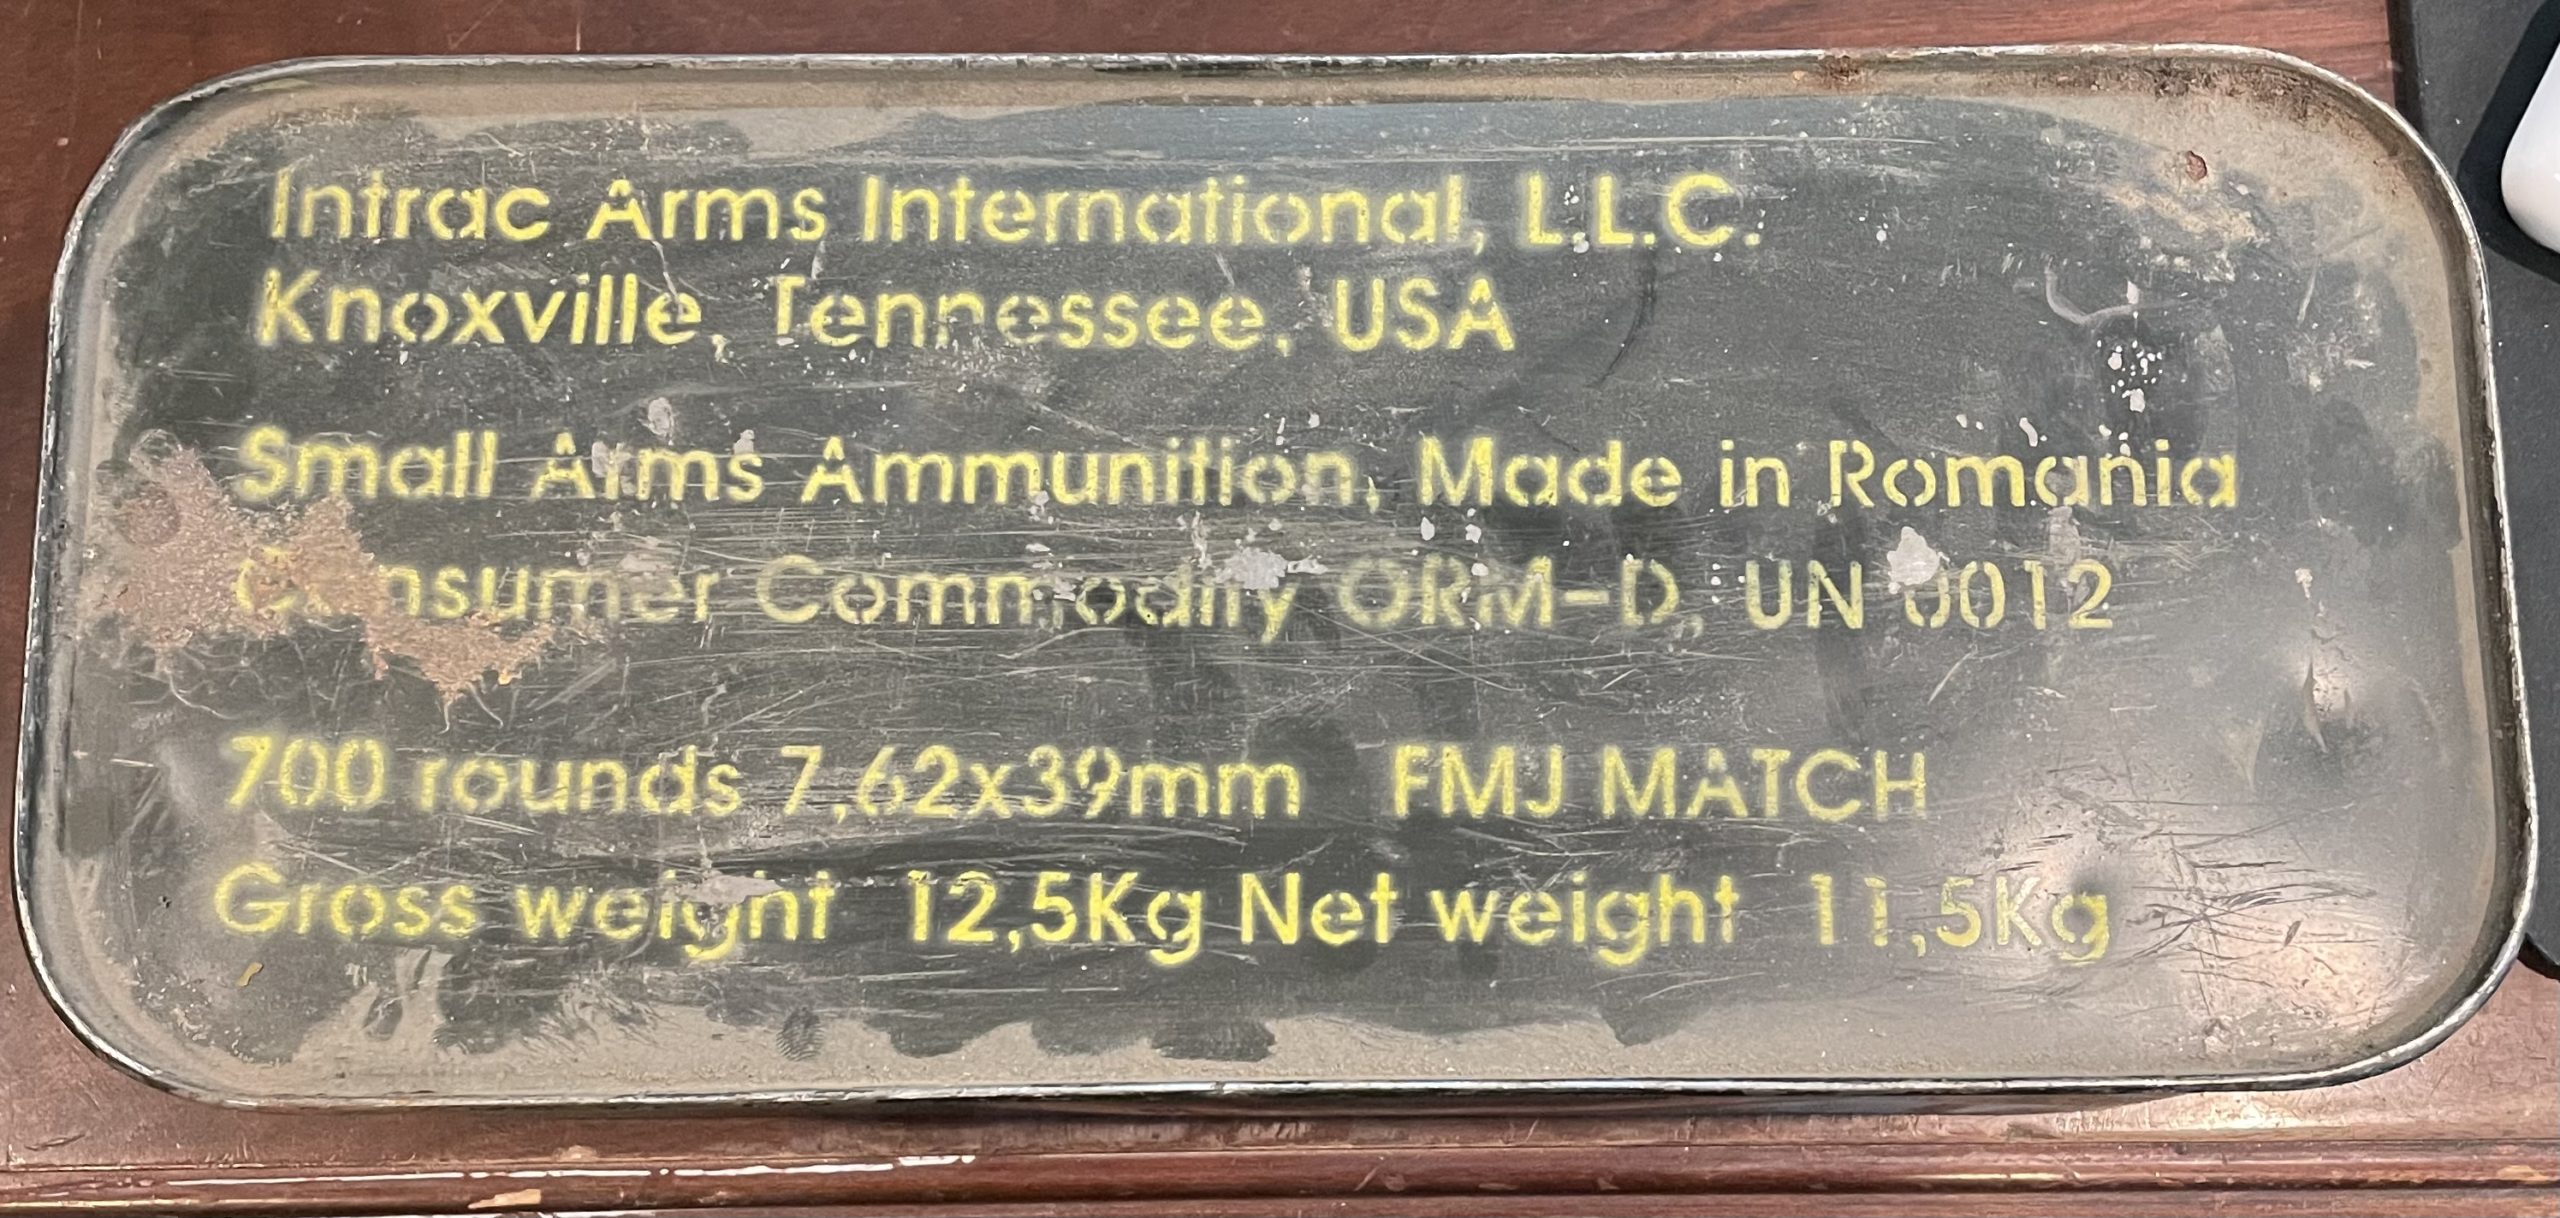 Intrac Arms International, L.L.C.
Knoxville, Tennessee, USA
Small Arms Ammunition, Made in Romania
Consumer Commodity ORM-D, UN 0012
700 rounds 7,62x39mm FMJ MATCH
Gross weight 12,5Kg Net weight 11,5Kg